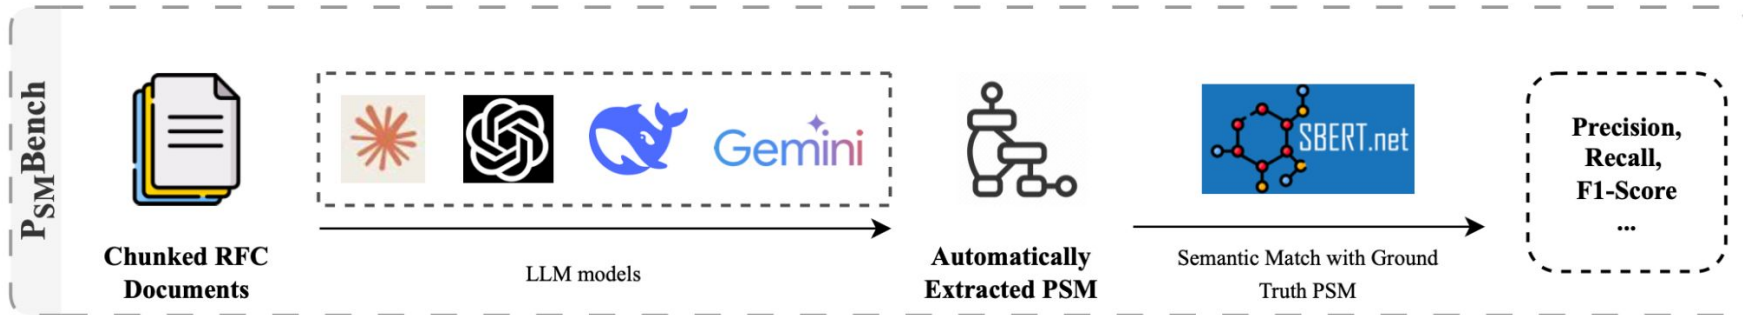 PSMBench
Chunked RFC
Documents
Gemini
LLM models
Automatically
Extracted PSM
SBERT.net
Semantic Match with Ground
Truth PSM
Precision,
Recall,
F1-Score
...